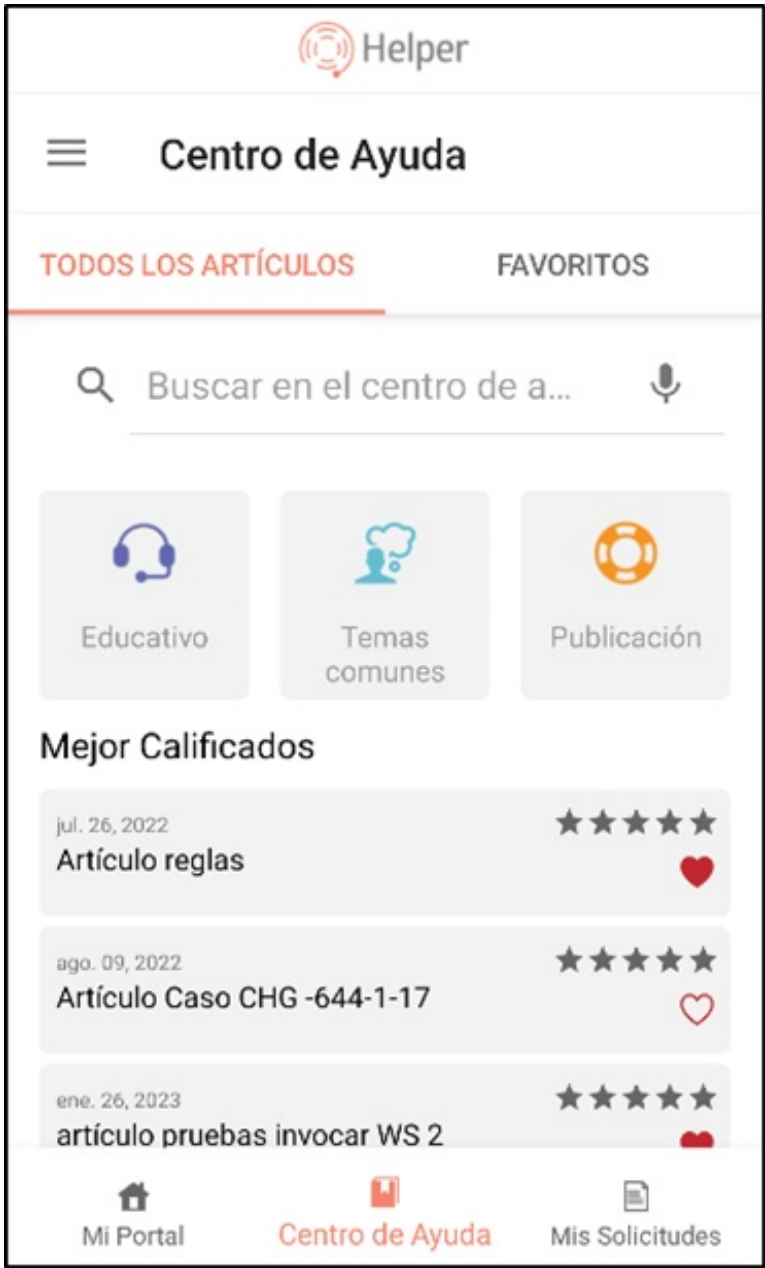 Helper
Centro de Ayuda
TODOS LOS ARTÍCULOS
FAVORITOS
Buscar en el centro de a...
Educativo
Temas
comunes
Publicación
Mejor Calificados
jul. 26, 2022
Artículo reglas
ago. 09, 2022
Artículo Caso CHG -644-1-17
ene. 26, 2023
artículo pruebas invocar WS 2
Mi Portal
Centro de Ayuda
Mis Solicitudes